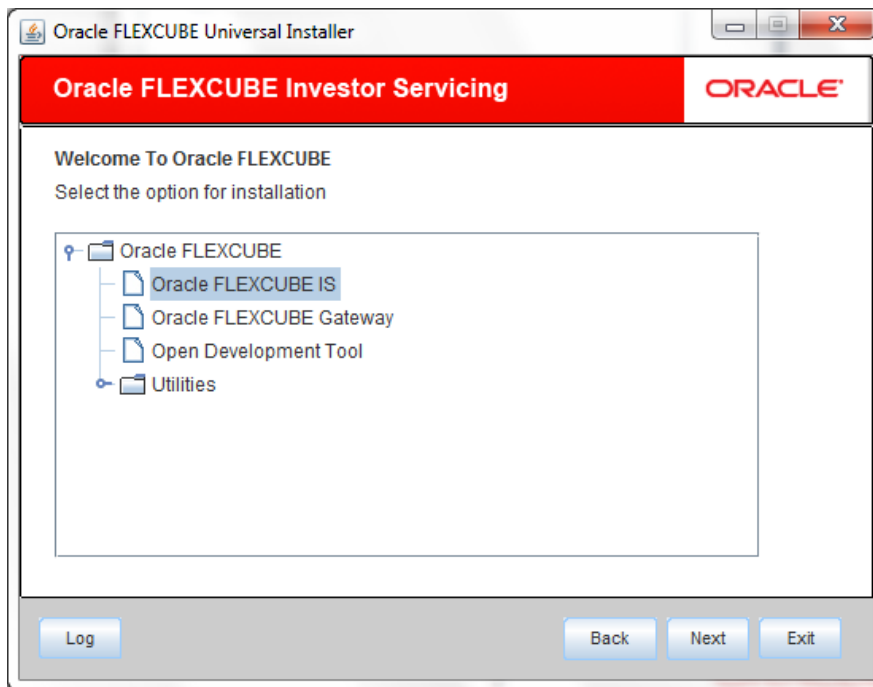 Oracle FLEXCUBE Universal Installer
Oracle FLEXCUBE Investor Servicing
ORACLE
Welcome To Oracle FLEXCUBE
Select the option for installation
Oracle FLEXCUBE
Oracle FLEXCUBE IS
Oracle FLEXCUBE Gateway
Open Development Tool
Utilities
Log
Back
Next
Exit